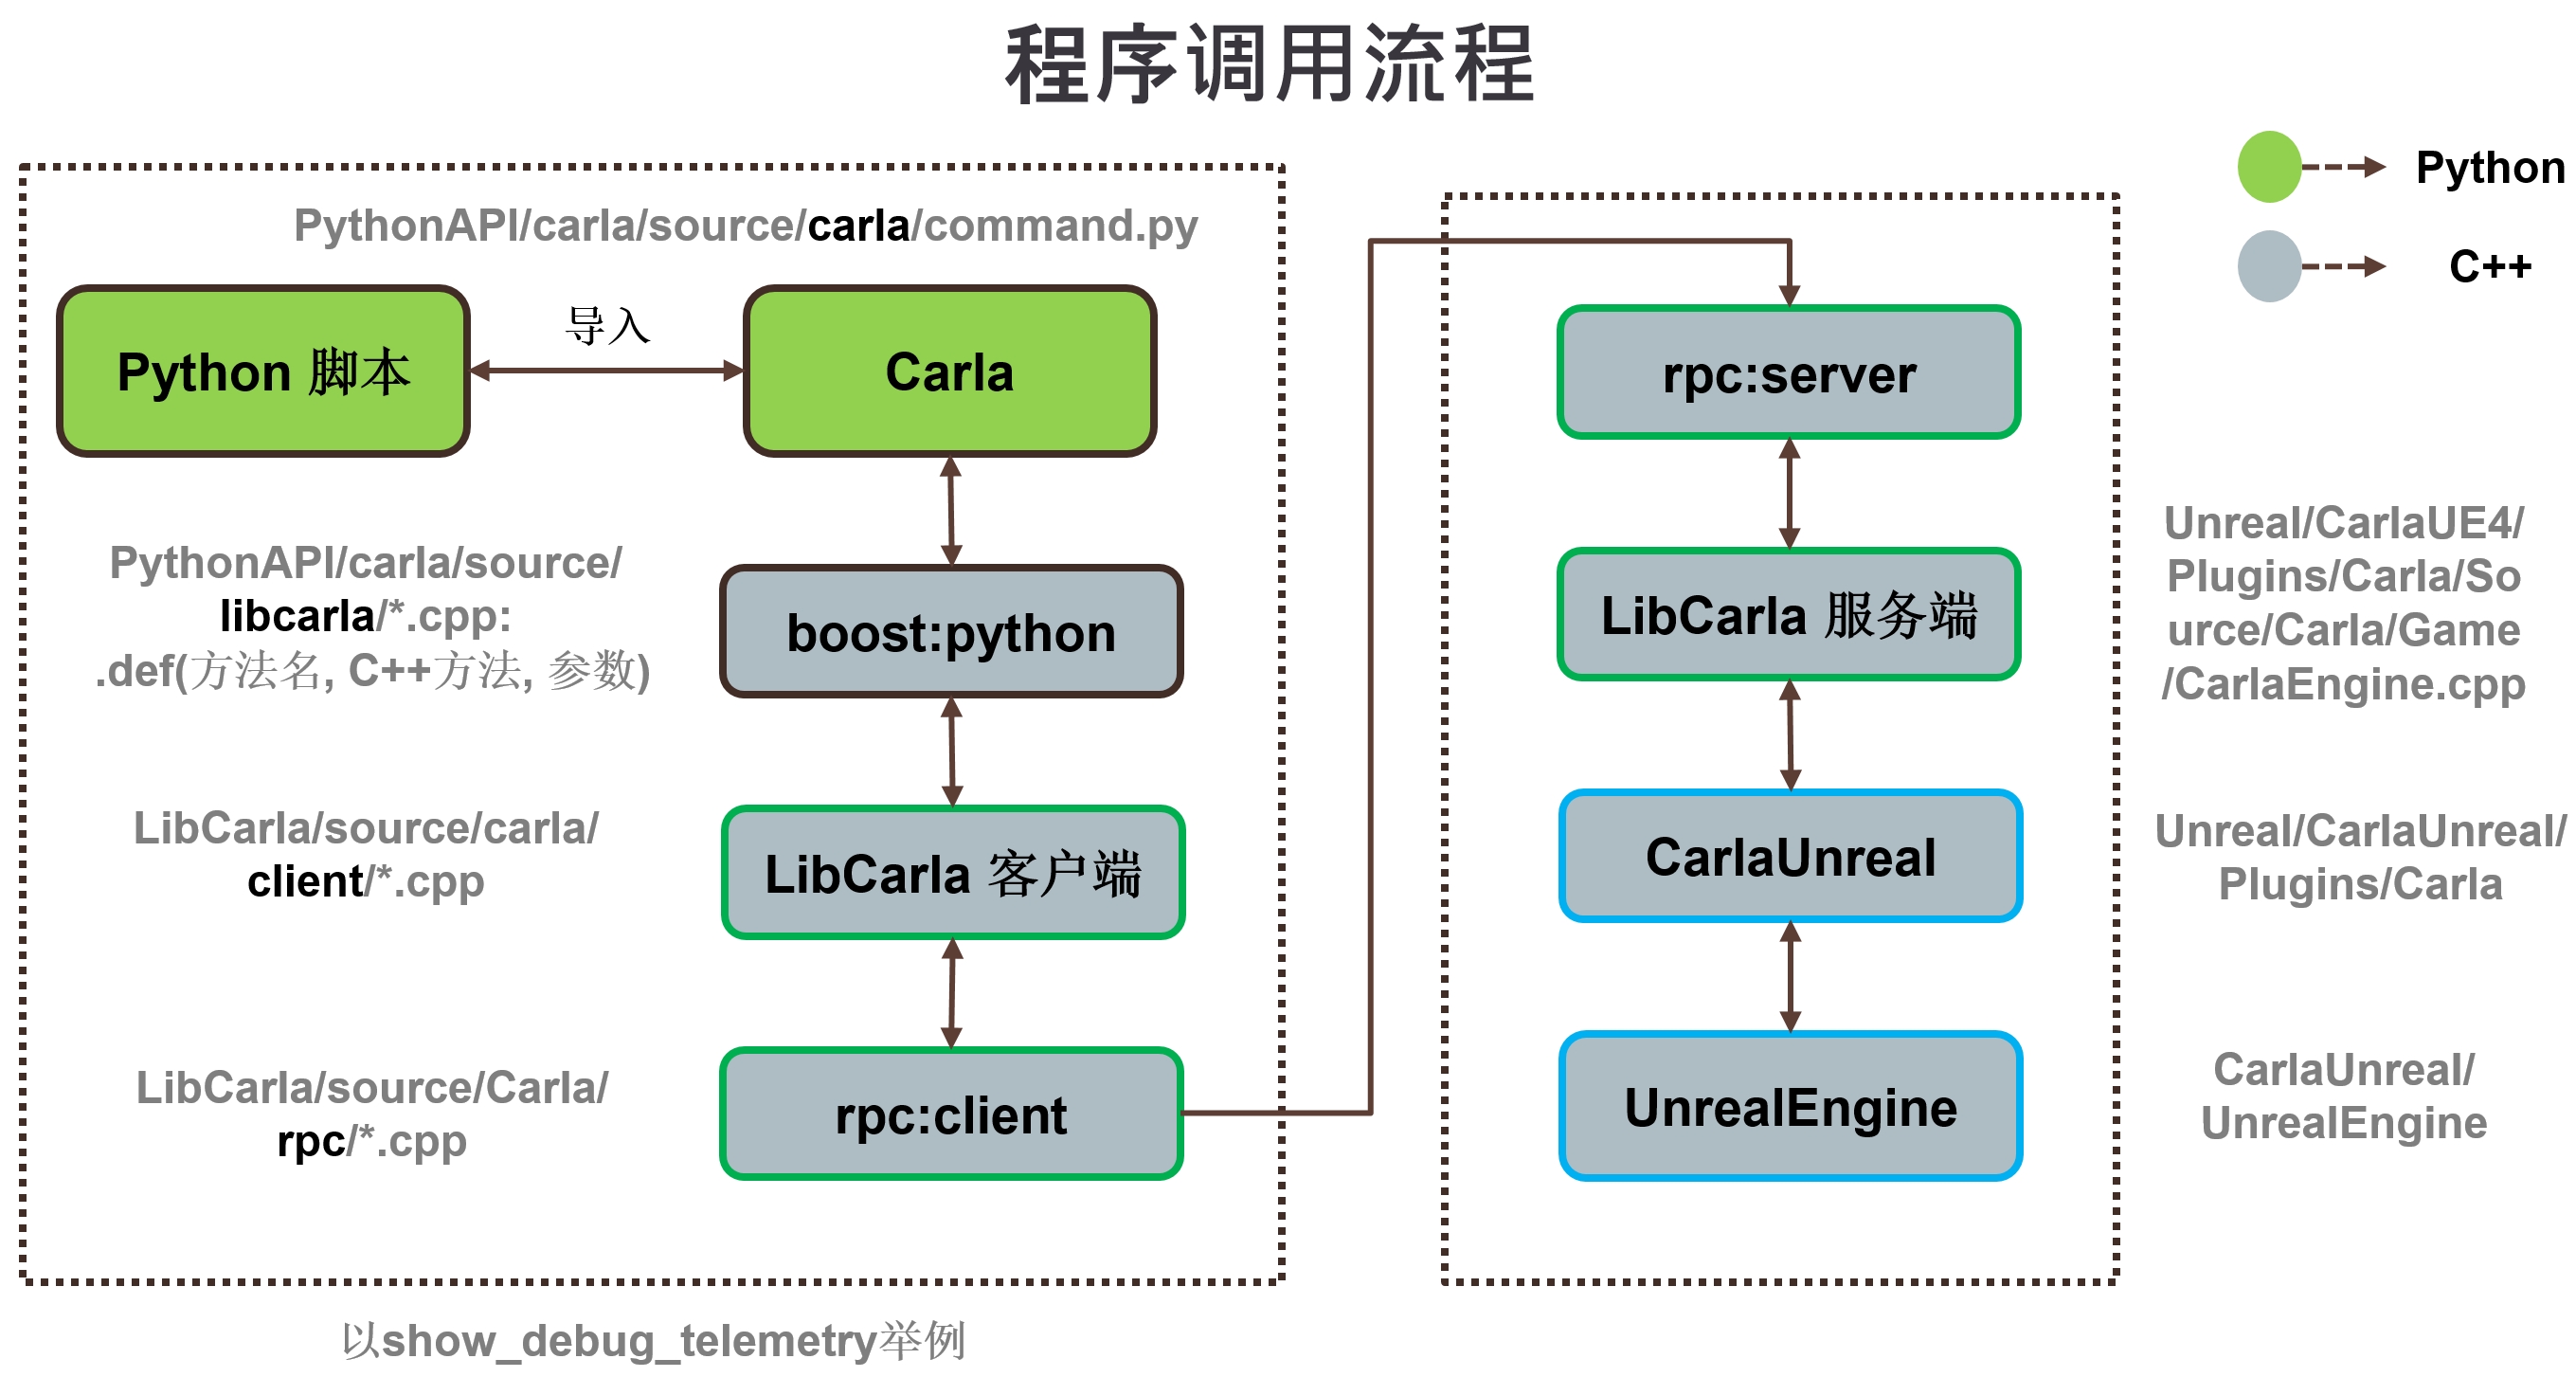 程序调用流程
Python
C++
PythonAPI/carla/source/carla/command.py
Python 脚本
导入
Carla
PythonAPI/carla/source/
libcarla/*.cpp:
.def(方法名, C++方法, 参数)
boost:python
LibCarla/source/carla/
client/*.cpp
LibCarla 客户端
LibCarla/source/Carla/
rpc/*.cpp
rpc:client
以show_debug_telemetry举例
rpc:server
LibCarla 服务端
Unreal/CarlaUE4/
Plugins/Carla/So
urce/Carla/Game
/CarlaEngine.cpp
CarlaUnreal
Unreal/CarlaUnreal/
Plugins/Carla
UnrealEngine
CarlaUnreal/
UnrealEngine